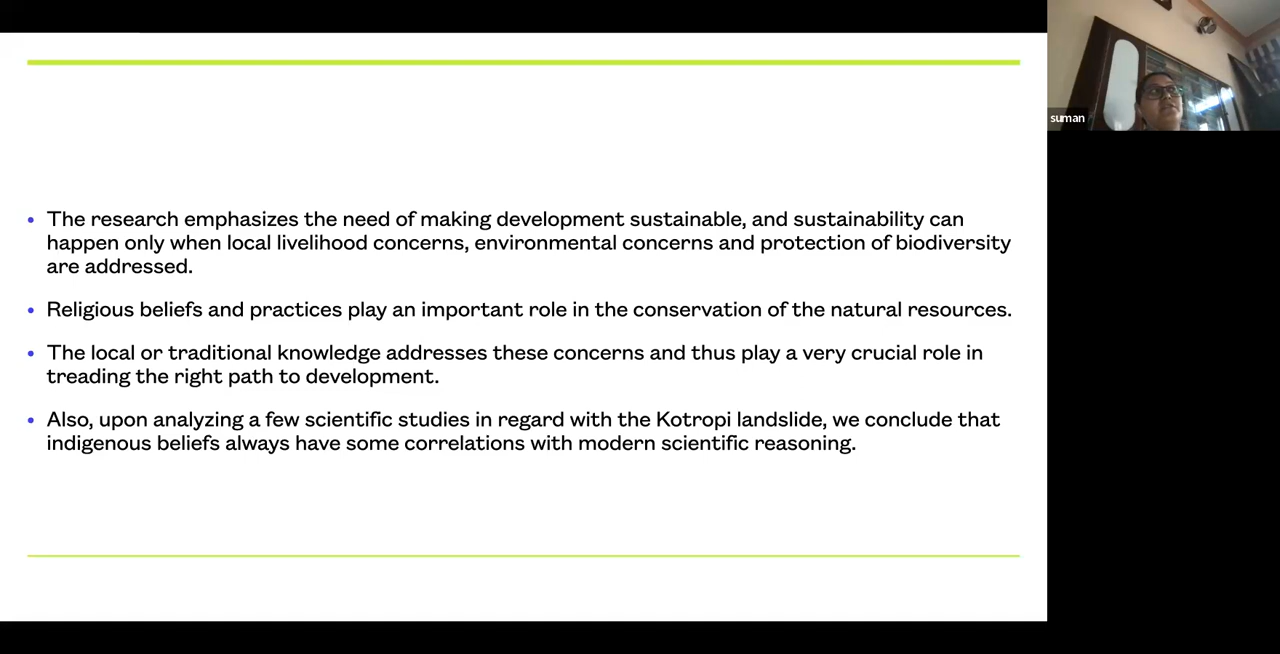 The research emphasizes the need of making development sustainable, and sustainability can
happen only when local livelihood concerns, environmental concerns and protection of biodiversity
are addressed.
Religious beliefs and practices play an important role in the conservation of the natural resources.
The local or traditional knowledge addresses these concerns and thus play a very crucial role in
treading the right path to development.
Also, upon analyzing a few scientific studies in regard with the Kotropi landslide, we conclude that
indigenous beliefs always have some correlations with modern scientific reasoning.
suman